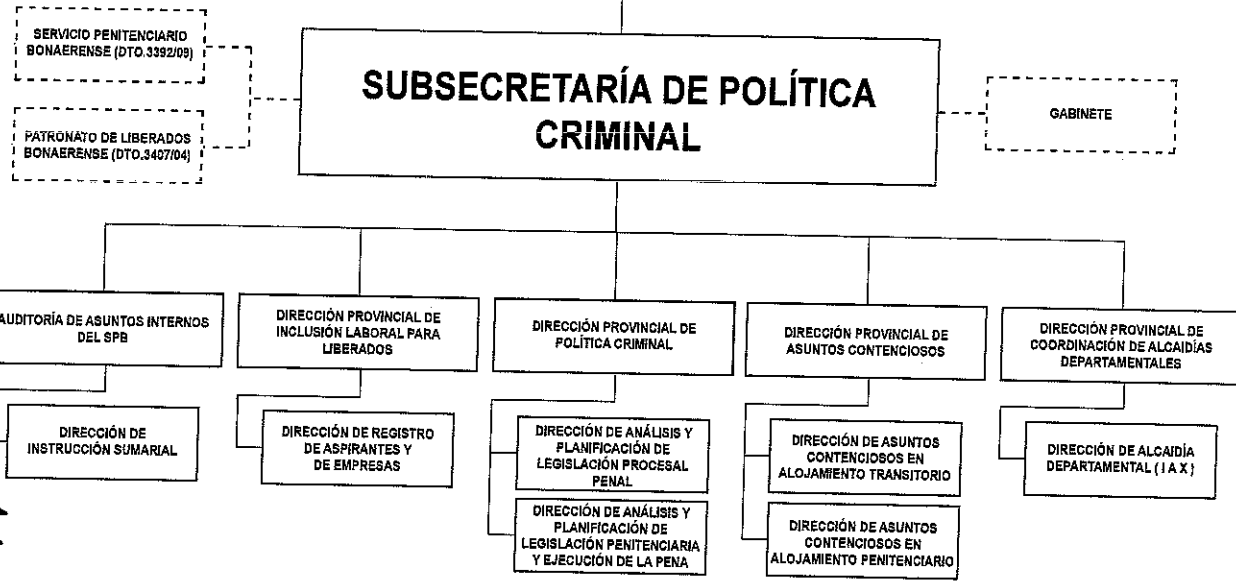 SERVICIO PENITENCIARIO
BONAERENSE (DTO.3392/09)
PATRONATO DE LIBERADOS
BONAERENSE (DTO.3407/04)
SUBSECRETARÍA DE POLÍTICA
CRIMINAL
GABINETE
AUDITORÍA DE ASUNTOS INTERNOS
DEL SPB
DIRECCIÓN PROVINCIAL DE
INCLUSIÓN LABORAL PARA
LIBERADOS
DIRECCIÓN PROVINCIAL DE
POLÍTICA CRIMINAL
DIRECCIÓN PROVINCIAL DE
ASUNTOS CONTENCIOSOS
DIRECCIÓN PROVINCIAL DE
COORDINACIÓN DE ALCAIDÍAS
DEPARTAMENTALES
DIRECCIÓN DE
INSTRUCCIÓN SUMARIAL
DIRECCIÓN DE REGISTRO
DE ASPIRANTES Y
DE EMPRESAS
DIRECCIÓN DE ANÁLISIS Y
PLANIFICACIÓN DE
LEGISLACIÓN PROCESAL
PENAL
DIRECCIÓN DE ANÁLISIS Y
PLANIFICACIÓN DE
LEGISLACIÓN PENITENCIARIA
Y EJECUCIÓN DE LA PENA
DIRECCIÓN DE ASUNTOS
CONTENCIOSOS EN
ALOJAMIENTO TRANSITORIO
DIRECCIÓN DE ASUNTOS
CONTENCIOSOS EN
ALOJAMIENTO PENITENCIARIO
DIRECCIÓN DE ALCAIDÍA
DEPARTAMENTAL ( I A X )